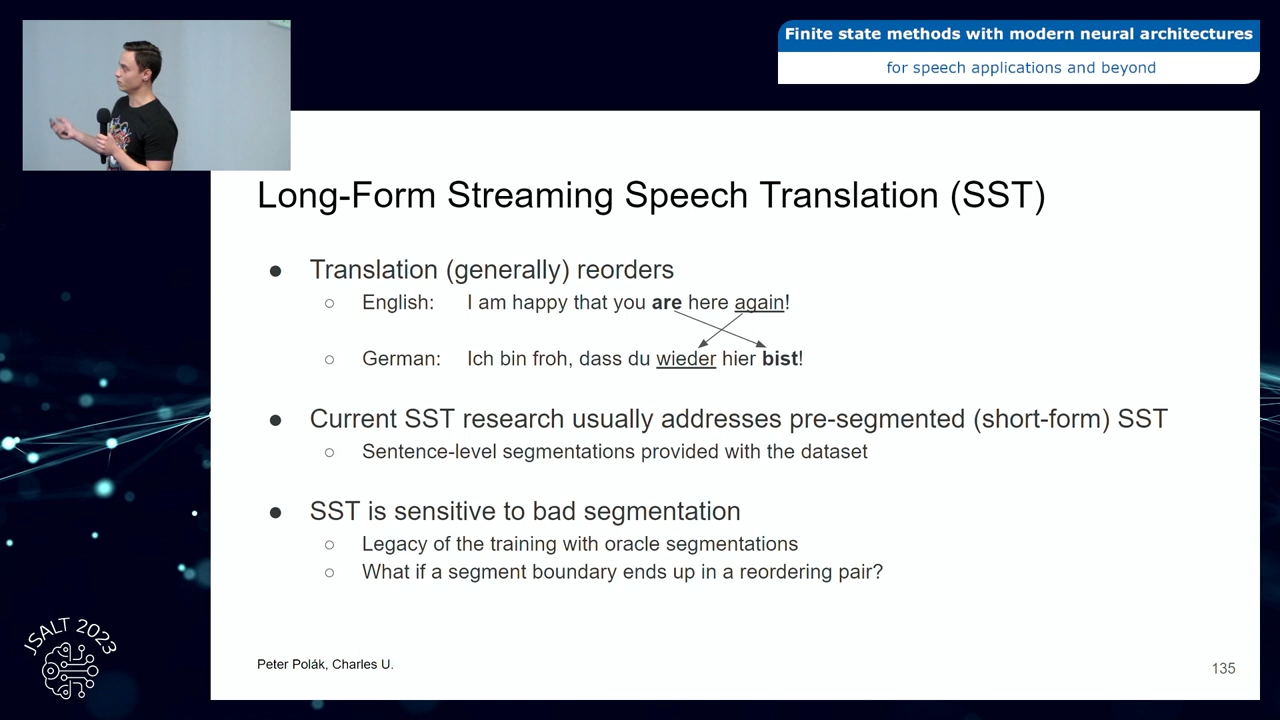 Finite state methods with modern neural architectures
for speech applications and beyond
Long-Form Streaming Speech Translation (SST)
● Translation (generally) reorders
○ English: I am happy that you are here again!
○ German: Ich bin froh, dass du wieder hier bist!
● Current SST research usually addresses pre-segmented (short-form) SST
○ Sentence-level segmentations provided with the dataset
● SST is sensitive to bad segmentation
○ Legacy of the training with oracle segmentations
○ What if a segment boundary ends up in a reordering pair?
JSALT 2023
Peter Polák, Charles U.
135